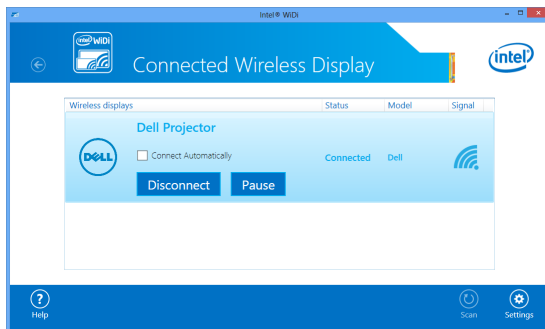 Intel® WiDi
(intel) WiDi
Connected Wireless Display
intel
Wireless displays Status Model Signal
Dell Projector
DELL
Connect Automatically
Connected Dell
Disconnect Pause
?
Help Scan Settings